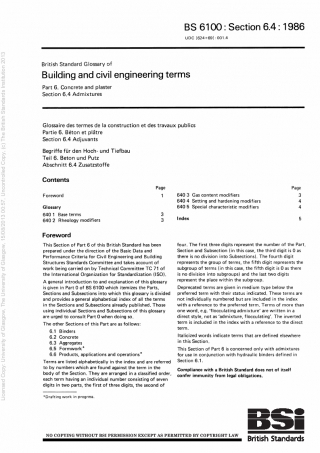 BS 6100 : Section 6.4 : 1986
UDC [624+69] : 001.4
British Standard Glossary of
Building and civil engineering terms
Part 6. Concrete and plaster
Section 6.4 Admixtures
Glossaire des termes de la construction et des travaux publics
Partie 6. Béton et plâtre
Section 6.4 Adjuvants
Begriffe für den Hoch- und Tiefbau
Teil 6. Beton und Putz
Abschnitt 6.4 Zusatzstoffe
Contents
Page
Foreword 1
Glossary
640 1 Base terms 3
640 2 Rheology modifiers 3
Page
640 3 Gas content modifiers 3
640 4 Setting and hardening modifiers 4
640 5 Special characteristic modifiers 4
Index 5
Foreword
This Section of Part 6 of this British Standard has been
prepared under the direction of the Basic Data and
Performance Criteria for Civil Engineering and Building
Structures Standards Committee and takes account of
work being carried on by Technical Committee TC 71 of
the International Organization for Standardization (ISO).
A general introduction to and explanation of this glossary
is given in Part 0 of BS 6100 which itemizes the Parts,
Sections and Subsections into which this glossary is divided
and provides a general alphabetical index of all the terms
in the Sections and Subsections already published. Those
using individual Sections and Subsections of this glossary
are urged to consult Part 0 when doing so.
The other Sections of this Part are as follows:
6.1 Binders
6.2 Concrete
6.3 Aggregates
6.5 Formwork*
6.6 Products, applications and operations*
Terms are listed alphabetically in the index and are referred
to by numbers which are found against the term in the
body of the Section. They are arranged in a classified order,
each term having an individual number consisting of seven
digits in two parts, the first of three digits, the second of
*Drafting work in progress.
four. The first three digits represent the number of the Part,
Section and Subsection (in this case, the third digit is 0 as
there is no division into Subsections). The fourth digit
represents the group of terms, the fifth digit represents the
subgroup of terms (in this case, the fifth digit is 0 as there
is no division into subgroups) and the last two digits
represent the place within the subgroup.
Deprecated terms are given in medium type below the
preferred term with their status indicated. These terms are
not individually numbered but are included in the index
with a reference to the preferred term. Terms of more than
one word, e.g. 'flocculating admixture' are written in a
direct style, not as 'admixture, flocculating'. The inverted
term is included in the index with a reference to the direct
term.
Italicized words indicate terms that are defined elsewhere
in this Section.
This Section of Part 6 is concerned only with admixtures
for use in conjunction with hydraulic binders defined in
Section 6.1.
Compliance with a British Standard does not of itself
confer immunity from legal obligations.
NO COPYING WITHOUT BSI PERMISSION EXCEPT AS PERMITTED BY COPYRIGHT LAW
BSi
British Standards